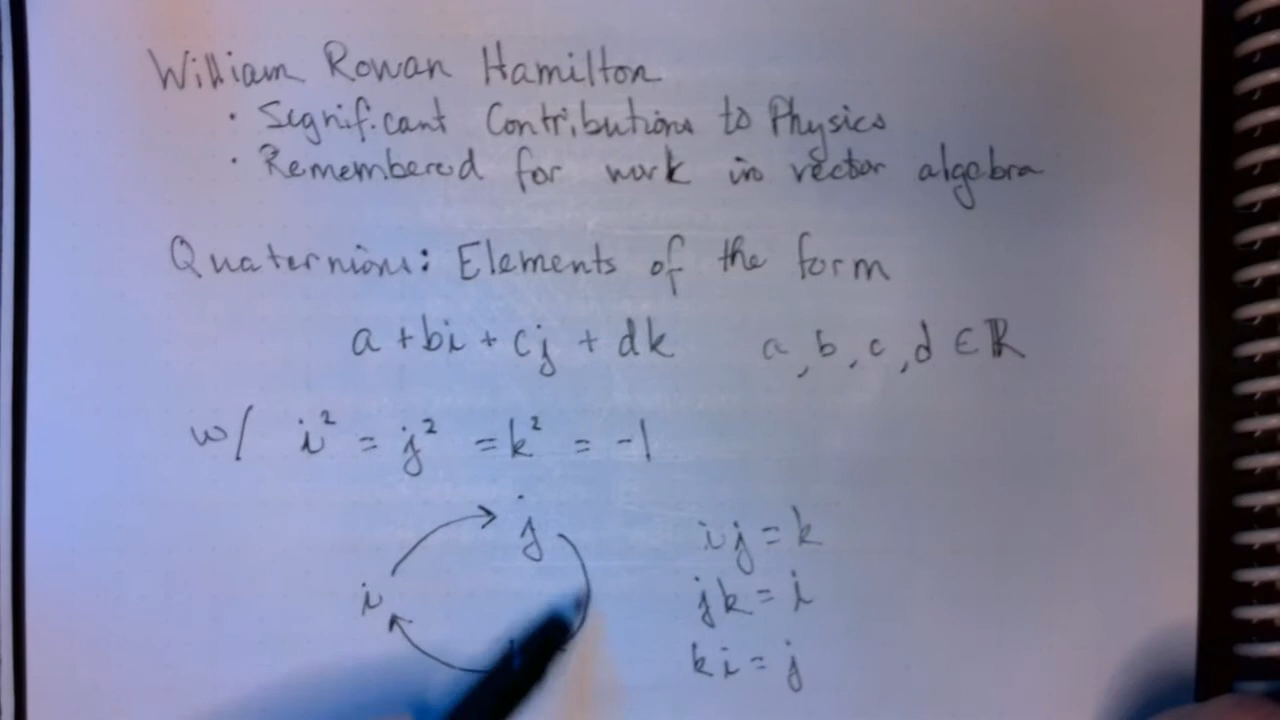 William Rowan Hamilton
· Significant Contributions to Physics
· Remembered for work in vector algebra
Quaternions: Elements of the form
a + bi + cj + dk a, b, c, d ∈ ℝ
w/ i² = j² = k² = -1
j
i
ij = k
jk = i
ki = j